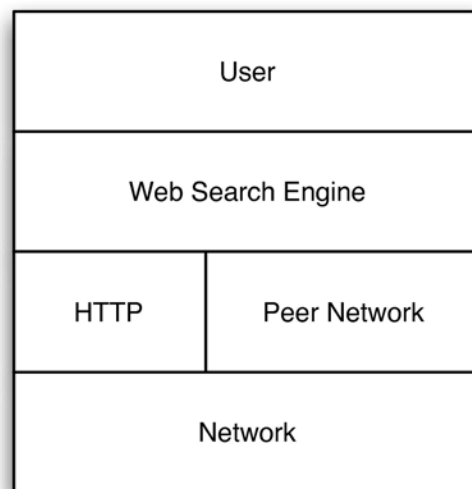 User
Web Search Engine
HTTP
Peer Network
Network